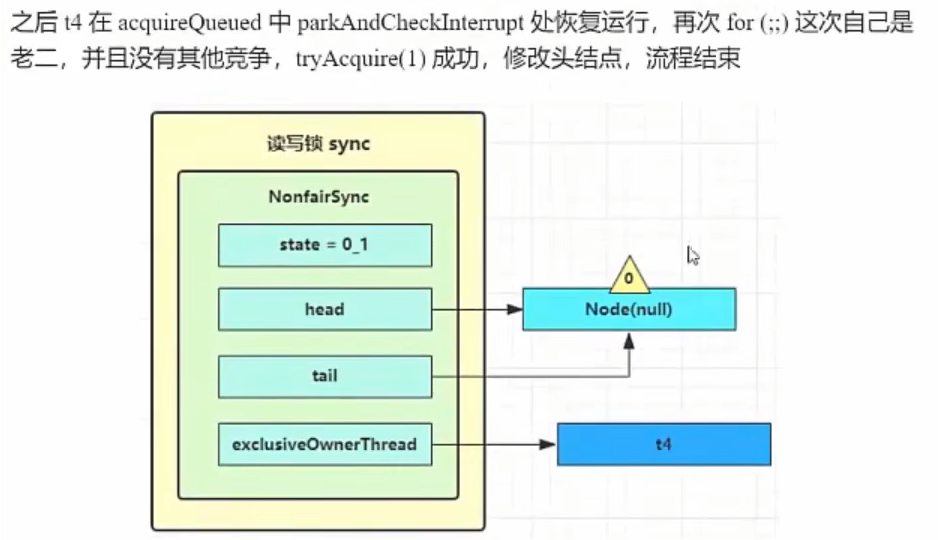 之后 t4 在 acquireQueued 中 parkAndCheckInterrupt 处恢复运行，再次 for (;;) 这次自己是
老二，并且没有其他竞争，tryAcquire(1) 成功，修改头结点，流程结束
读写锁 sync
NonfairSync
state = 0_1
0
head
Node(null)
tail
exclusiveOwnerThread
t4